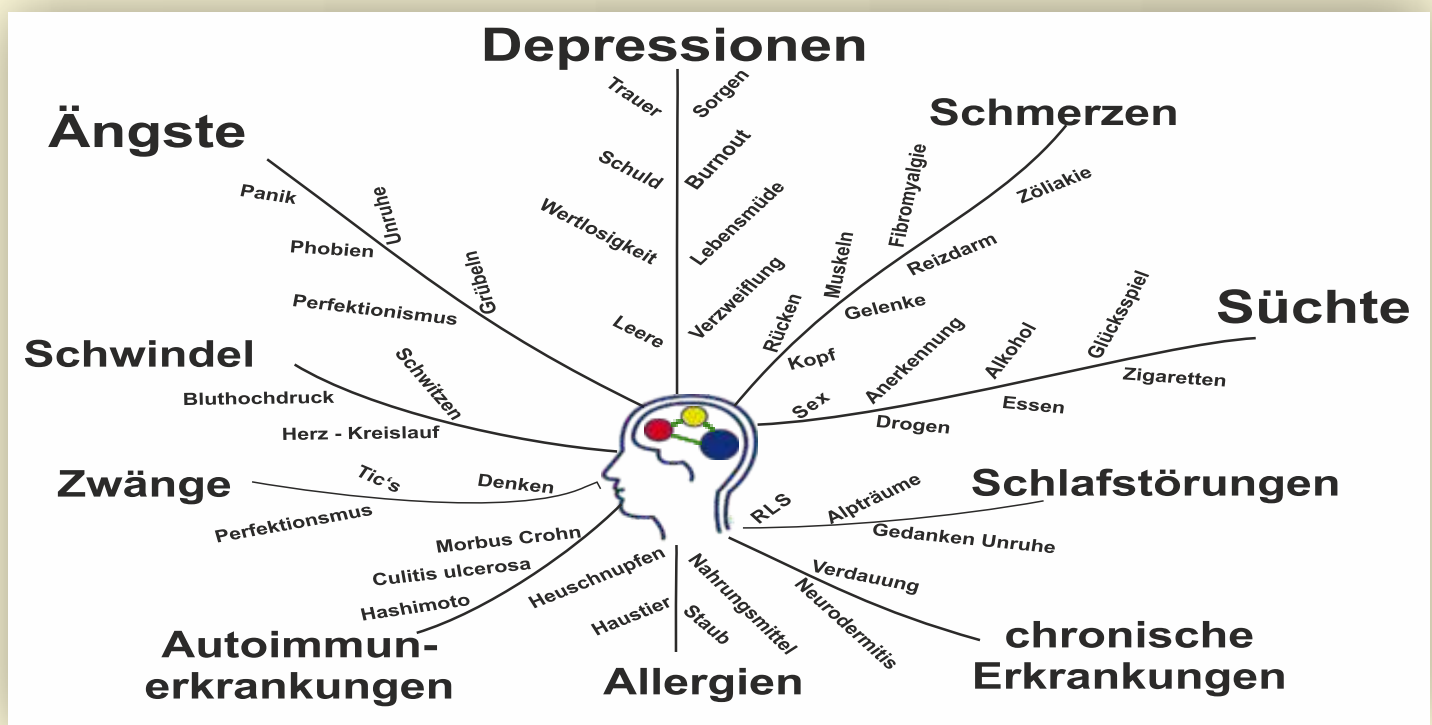 Depressionen
Trauer
Sorgen
Schuld
Burnout
Wertlosigkeit
Lebensmüde
Leere
Verzweiflung
Ängste
Panik
Unruhe
Phobien
Grübeln
Perfektionismus
Schmerzen
Fibromyalgie
Zöliakie
Muskeln
Reizdarm
Rücken
Gelenke
Kopf
Süchte
Glücksspiel
Alkohol
Anerkennung
Sex
Zigaretten
Essen
Drogen
Schwindel
Schwitzen
Bluthochdruck
Herz - Kreislauf
Zwänge
Tic's
Denken
Perfektionsmus
Schlafstörungen
RLS
Alpträume
Gedanken Unruhe
Morbus Crohn
Culitis ulcerosa
Hashimoto
Autoimmun-
erkrankungen
Heuschnupfen
Nahrungsmittel
Haustier
Staub
Allergien
Verdauung
Neurodermitis
chronische
Erkrankungen